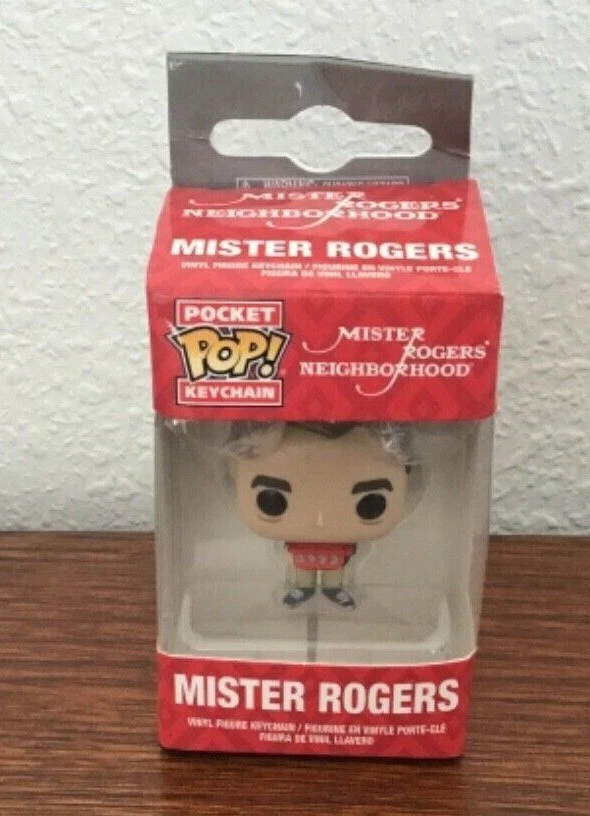 MISTER
ROGERS'
NEIGHBORHOOD
MISTER ROGERS
VINYL FIGURE KEYCHAIN / FIGURINE EN VINYLE PORTE-CLÉ
FIGURA DE VINIL LLAVERO
POCKET
POP!
KEYCHAIN
MISTER
ROGERS'
NEIGHBORHOOD
MISTER ROGERS
VINYL FIGURE KEYCHAIN / FIGURINE EN VINYLE PORTE-CLÉ
FIGURA DE VINIL LLAVERO